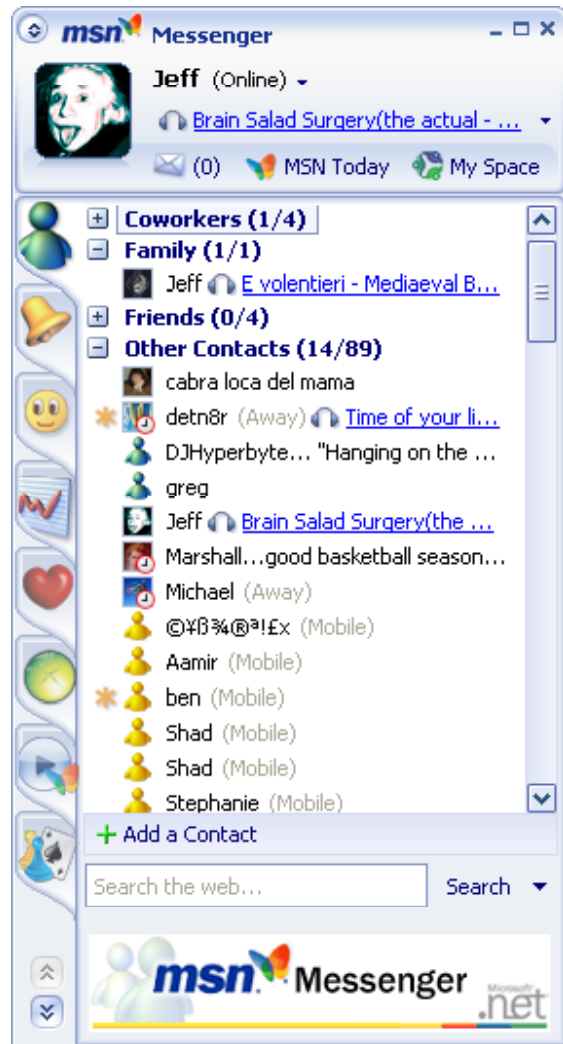 msn Messenger
Jeff (Online)
Brain Salad Surgery(the actual - ...
(0) MSN Today My Space
Coworkers (1/4)
Family (1/1)
Jeff E volentieri - Mediaeval B...
Friends (0/4)
Other Contacts (14/89)
cabra loca del mama
detn8r (Away) Time of your li...
DJHyperbyte... "Hanging on the ...
greg
Jeff Brain Salad Surgery(the ...
Marshall...good basketball season...
Michael (Away)
©¥ß¾®ª!£x (Mobile)
Aamir (Mobile)
ben (Mobile)
Shad (Mobile)
Shad (Mobile)
Stephanie (Mobile)
+ Add a Contact
Search the web... Search
msn Messenger
Microsoft .net